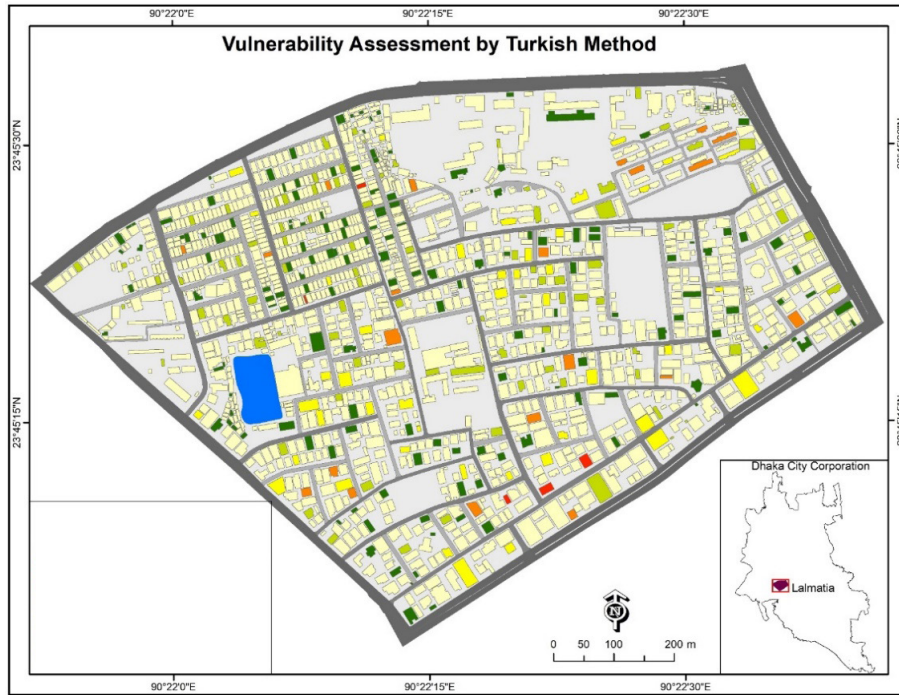 90°22'0"E 90°22'15"E 90°22'30"E
Vulnerability Assessment by Turkish Method
23°45'30"N
23°45'15"N
Dhaka City Corporation
Lalmatia
N
0 50 100 200 m
90°22'0"E 90°22'15"E 90°22'30"E